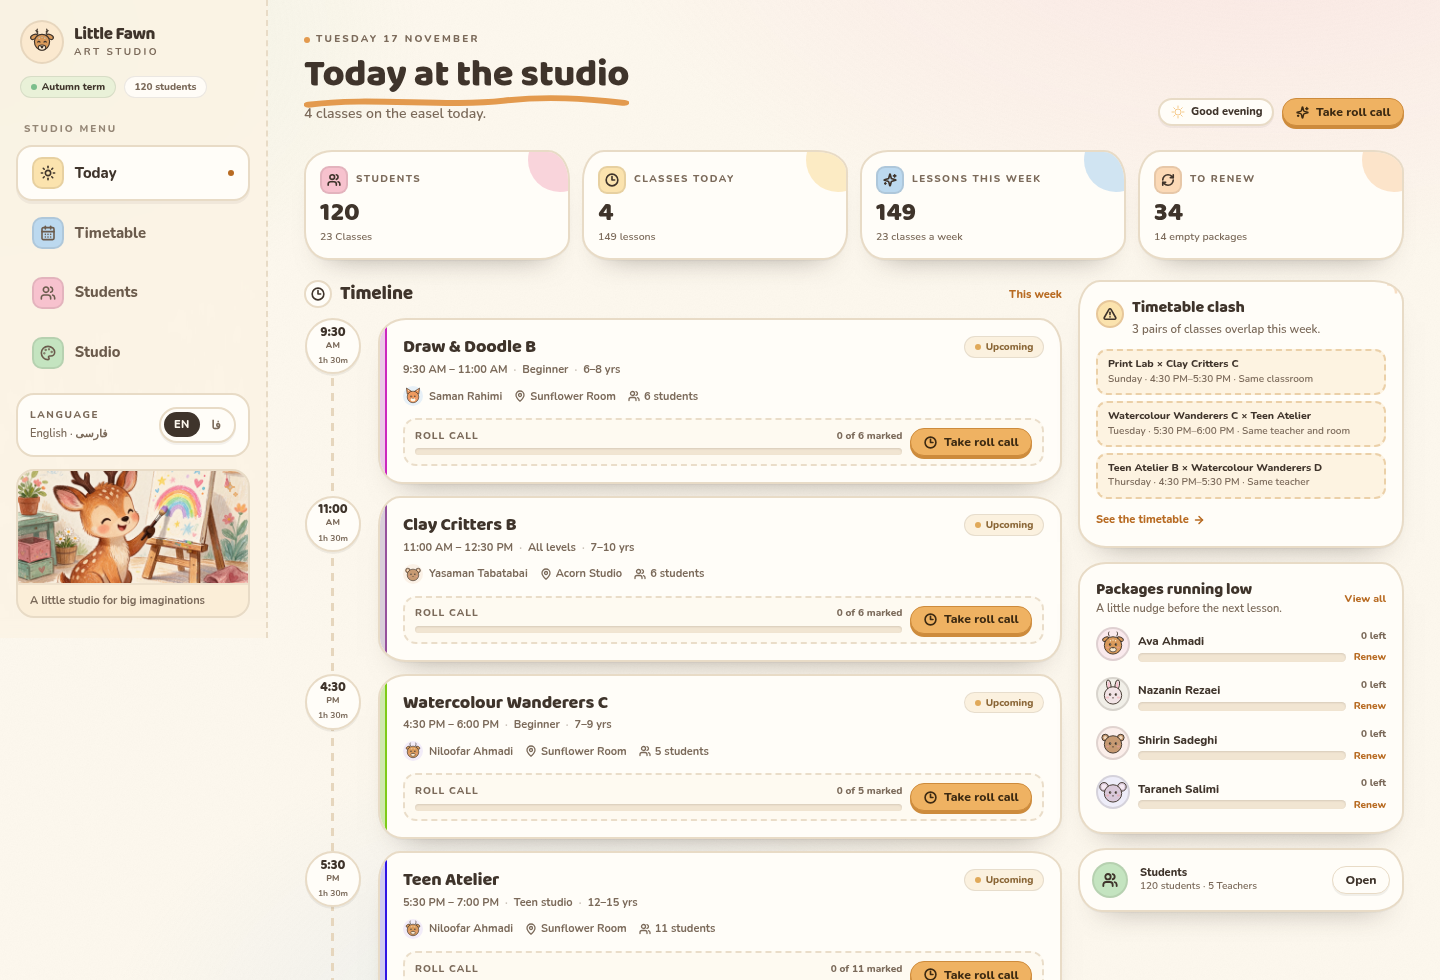 Little Fawn
ART STUDIO
Autumn term
120 students
STUDIO MENU
Today
Timetable
Students
Studio
LANGUAGE
English · فارسی
EN
فا
A little studio for big imaginations
TUESDAY 17 NOVEMBER
Today at the studio
4 classes on the easel today.
Good evening
Take roll call
STUDENTS
120
23 Classes
CLASSES TODAY
4
149 lessons
LESSONS THIS WEEK
149
23 classes a week
TO RENEW
34
14 empty packages
Timeline
This week
9:30
AM
1h 30m
Draw & Doodle B
Upcoming
9:30 AM – 11:00 AM · Beginner · 6–8 yrs
Saman Rahimi Sunflower Room 6 students
ROLL CALL
0 of 6 marked
Take roll call
11:00
AM
1h 30m
Clay Critters B
Upcoming
11:00 AM – 12:30 PM · All levels · 7–10 yrs
Yasaman Tabatabai Acorn Studio 6 students
ROLL CALL
0 of 6 marked
Take roll call
4:30
PM
1h 30m
Watercolour Wanderers C
Upcoming
4:30 PM – 6:00 PM · Beginner · 7–9 yrs
Niloofar Ahmadi Sunflower Room 5 students
ROLL CALL
0 of 5 marked
Take roll call
5:30
PM
1h 30m
Teen Atelier
Upcoming
5:30 PM – 7:00 PM · Teen studio · 12–15 yrs
Niloofar Ahmadi Sunflower Room 11 students
ROLL CALL
0 of 11 marked
Take roll call
Timetable clash
3 pairs of classes overlap this week.
Print Lab × Clay Critters C
Sunday · 4:30 PM–5:30 PM · Same classroom
Watercolour Wanderers C × Teen Atelier
Tuesday · 5:30 PM–6:00 PM · Same teacher and room
Teen Atelier B × Watercolour Wanderers D
Thursday · 4:30 PM–5:30 PM · Same teacher
See the timetable →
Packages running low
A little nudge before the next lesson.
View all
Ava Ahmadi
0 left
Renew
Nazanin Rezaei
0 left
Renew
Shirin Sadeghi
0 left
Renew
Taraneh Salimi
0 left
Renew
Students
120 students · 5 Teachers
Open